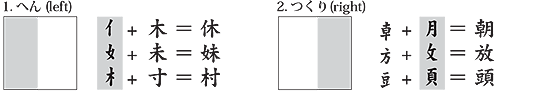 1. へん (left)
亻 + 木 = 休
女 + 未 = 妹
木 + 寸 = 村
2. つくり (right)
𠦝 + 月 = 朝
方 + 攵 = 放
豆 + 頁 = 頭